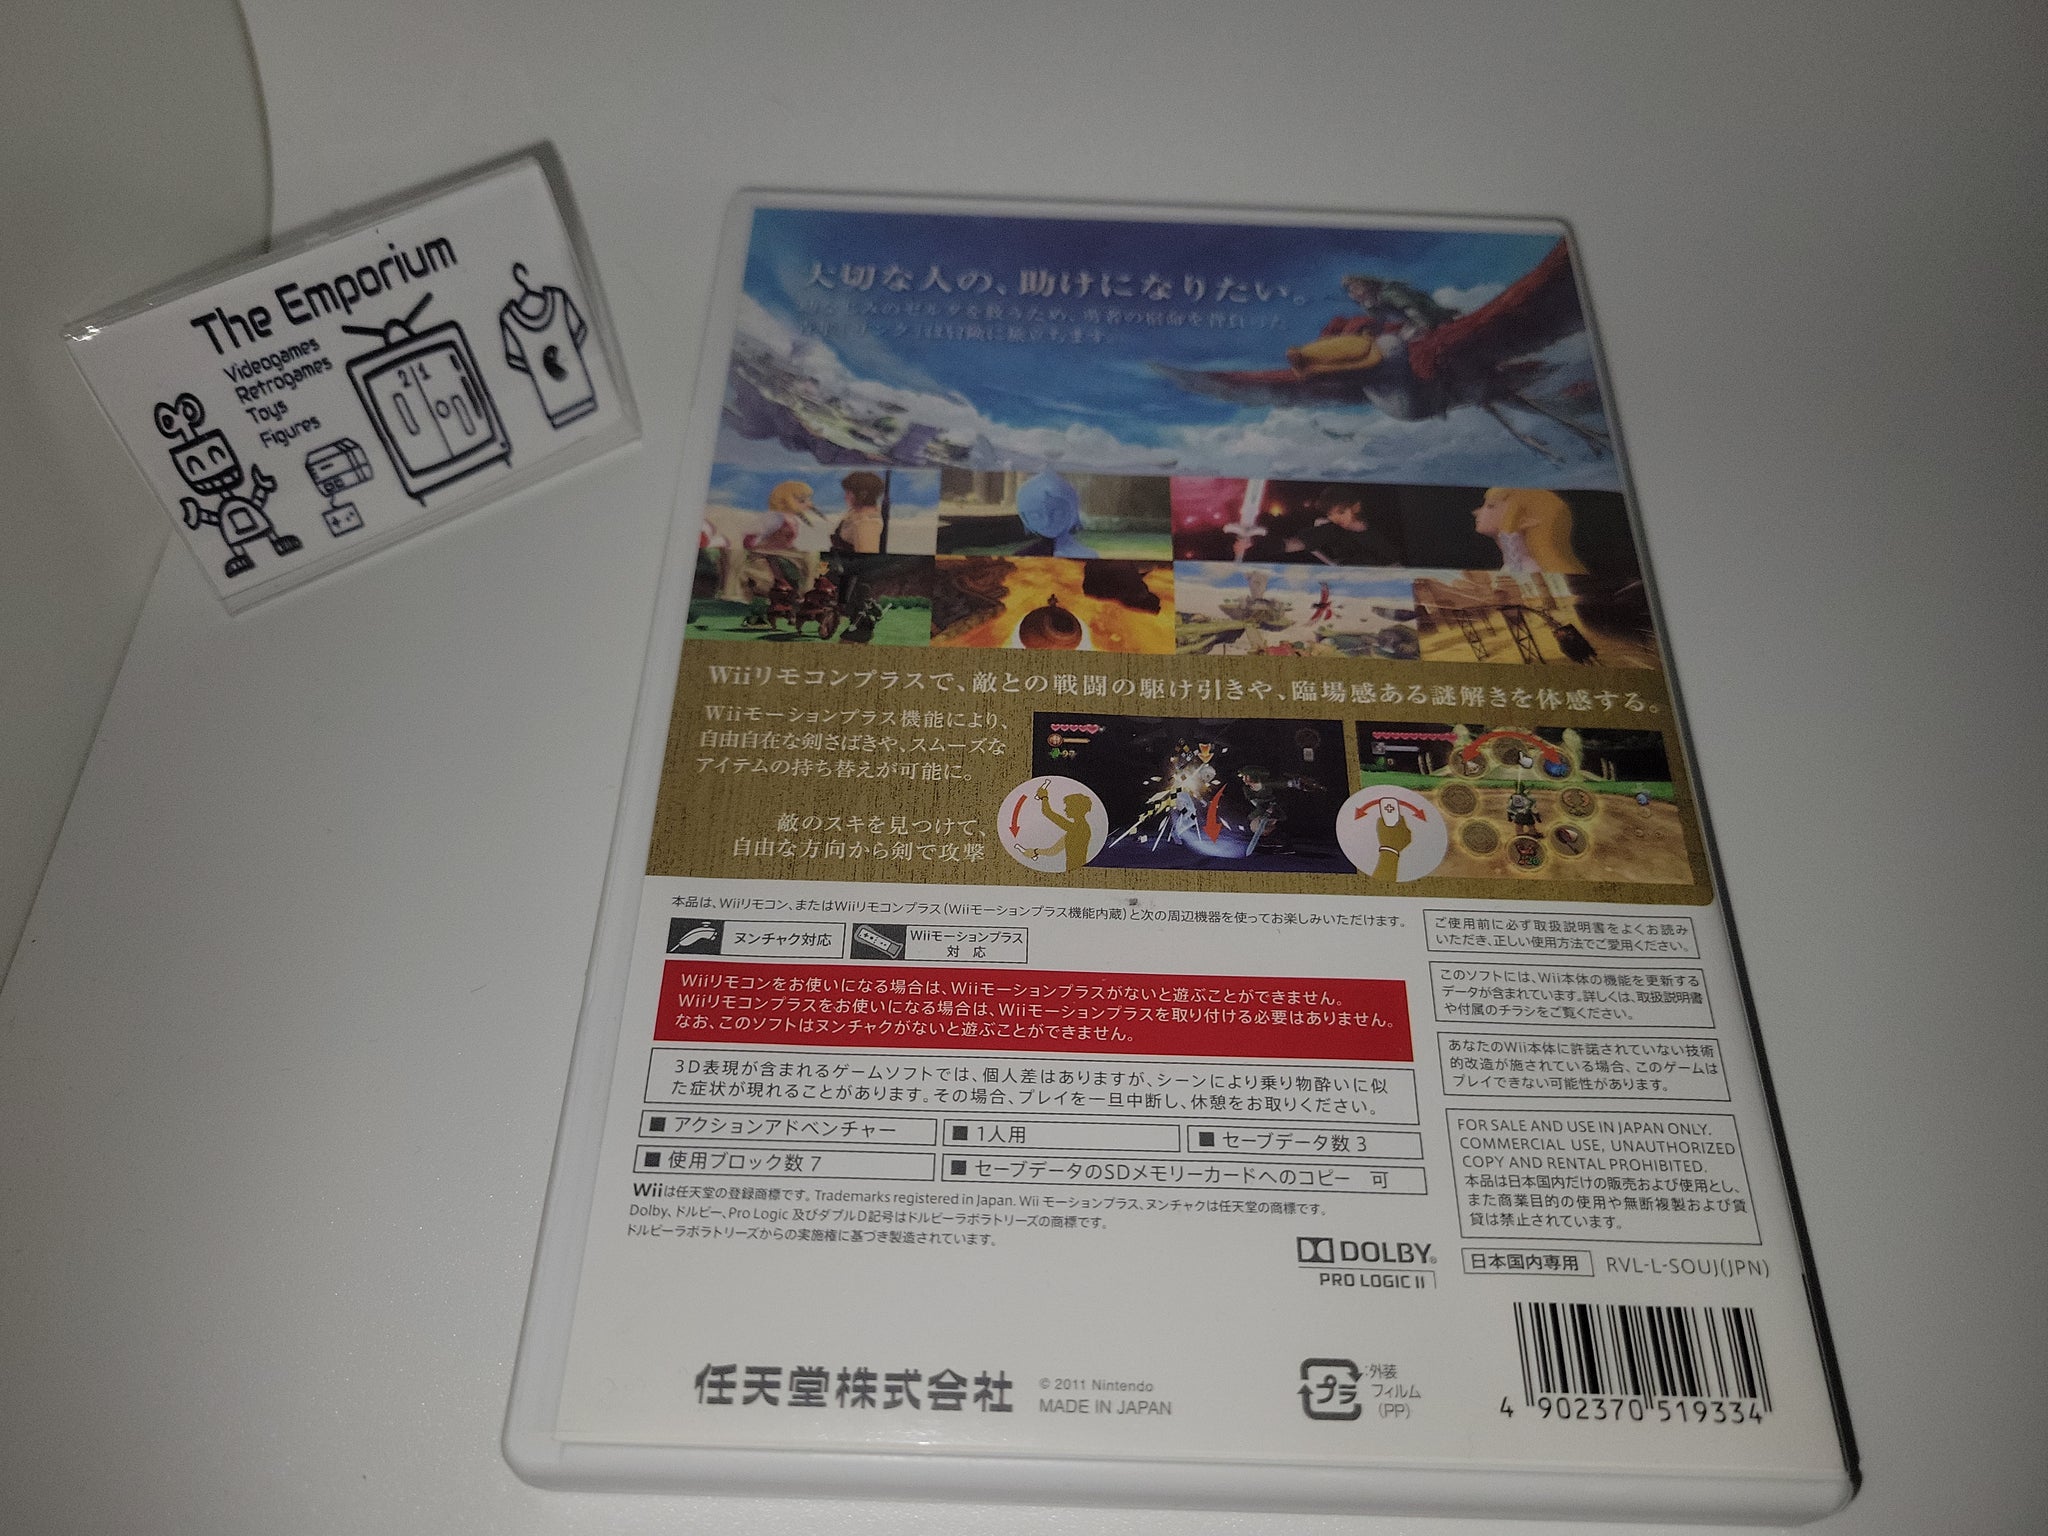 The Emporium
Videogames
Retrogames
Toys
Figures
21
大切な人の、助けになりたい。
幼なじみのゼルダを救うため、勇者の宿命を背負った
青年「リンク」は冒険に旅立ちます。
Wiiリモコンプラスで、敵との戦闘の駆け引きや、臨場感ある謎解きを体感する。
Wiiモーションプラス機能により、
自由自在な剣さばきや、スムーズな
アイテムの持ち替えが可能に。
敵のスキを見つけて、
自由な方向から剣で攻撃
本品は、Wiiリモコン、またはWiiリモコンプラス(Wiiモーションプラス機能内蔵)と次の周辺機器を使ってお楽しみいただけます。
ヌンチャク対応
Wiiモーションプラス
対 応
Wiiリモコンをお使いになる場合は、Wiiモーションプラスがないと遊ぶことができません。
Wiiリモコンプラスをお使いになる場合は、Wiiモーションプラスを取り付ける必要はありません。
なお、このソフトはヌンチャクがないと遊ぶことができません。
3D表現が含まれるゲームソフトでは、個人差はありますが、シーンにより乗り物酔いに似
た症状が現れることがあります。その場合、プレイを一旦中断し、休憩をお取りください。
■ アクションアドベンチャー
■ 1人用
■ セーブデータ数 3
■ 使用ブロック数 7
■ セーブデータのSDメモリーカードへのコピー 可
Wiiは任天堂の登録商標です。Trademarks registered in Japan. Wii モーションプラス、ヌンチャクは任天堂の商標です。
Dolby、ドルビー、Pro Logic 及びダブルD記号はドルビーラボラトリーズの商標です。
ドルビーラボラトリーズからの実施権に基づき製造されています。
ご使用前に必ず取扱説明書をよくお読み
いただき、正しい使用方法でご愛用ください。
このソフトには、Wii本体の機能を更新する
データが含まれています。詳しくは、取扱説明書
や付属のチラシをご覧ください。
あなたのWii本体に許諾されていない技術
的改造が施されている場合、このゲームは
プレイできない可能性があります。
FOR SALE AND USE IN JAPAN ONLY.
COMMERCIAL USE, UNAUTHORIZED
COPY AND RENTAL PROHIBITED.
本品は日本国内だけの販売および使用とし、
また商業目的の使用や無断複製および賃
貸は禁止されています。
日本国内専用 RVL-L-SOUJ(JPN)
DOLBY®
PRO LOGIC II
任天堂株式会社
© 2011 Nintendo
MADE IN JAPAN
プラ
:外装
フィルム
(PP)
4 902370 519334